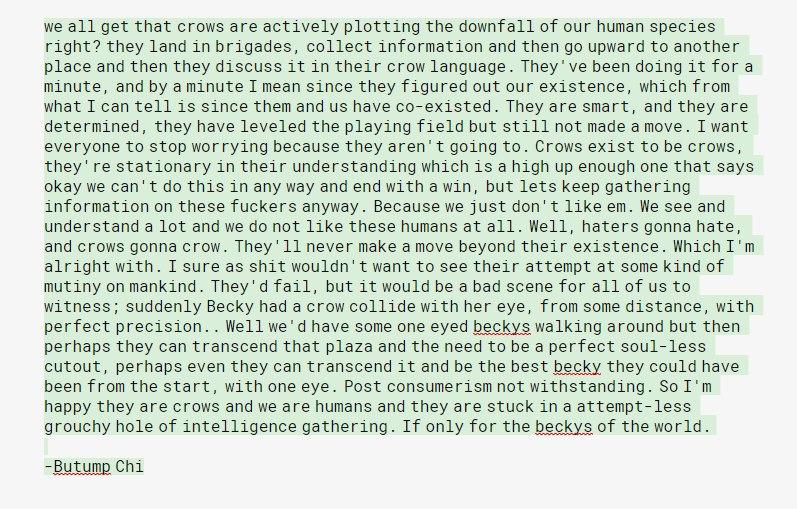 we all get that crows are actively plotting the downfall of our human species
right? they land in brigades, collect information and then go upward to another
place and then they discuss it in their crow language. They've been doing it for a
minute, and by a minute I mean since they figured out our existence, which from
what I can tell is since them and us have co-existed. They are smart, and they are
determined, they have leveled the playing field but still not made a move. I want
everyone to stop worrying because they aren't going to. Crows exist to be crows,
they're stationary in their understanding which is a high up enough one that says
okay we can't do this in any way and end with a win, but lets keep gathering
information on these fuckers anyway. Because we just don't like em. We see and
understand a lot and we do not like these humans at all. Well, haters gonna hate,
and crows gonna crow. They'll never make a move beyond their existence. Which I'm
alright with. I sure as shit wouldn't want to see their attempt at some kind of
mutiny on mankind. They'd fail, but it would be a bad scene for all of us to
witness; suddenly Becky had a crow collide with her eye, from some distance, with
perfect precision.. Well we'd have some one eyed beckys walking around but then
perhaps they can transcend that plaza and the need to be a perfect soul-less
cutout, perhaps even they can transcend it and be the best becky they could have
been from the start, with one eye. Post consumerism not withstanding. So I'm
happy they are crows and we are humans and they are stuck in a attempt-less
grouchy hole of intelligence gathering. If only for the beckys of the world.
-Butump Chi